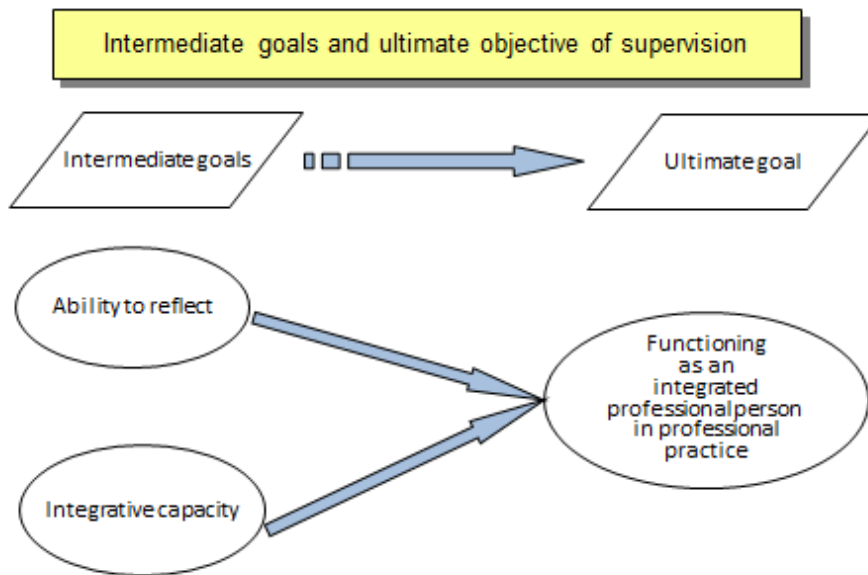 Intermediate goals and ultimate objective of supervision
Intermediate goals
Ultimate goal
Ability to reflect
Functioning
as an
integrated
professional person
in professional
practice
Integrative capacity